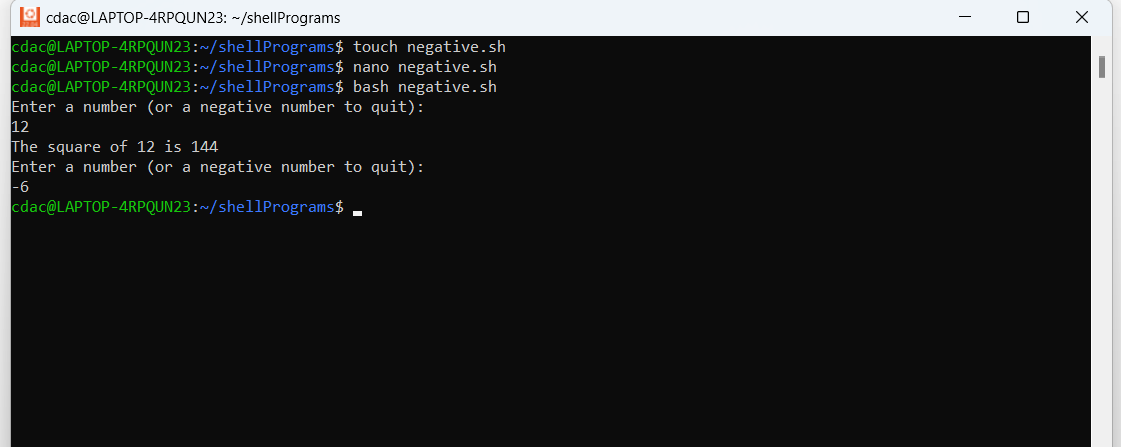 cdac@LAPTOP-4RPQUN23: ~/shellPrograms
cdac@LAPTOP-4RPQUN23:~/shellPrograms$ touch negative.sh
cdac@LAPTOP-4RPQUN23:~/shellPrograms$ nano negative.sh
cdac@LAPTOP-4RPQUN23:~/shellPrograms$ bash negative.sh
Enter a number (or a negative number to quit):
12
The square of 12 is 144
Enter a number (or a negative number to quit):
-6
cdac@LAPTOP-4RPQUN23:~/shellPrograms$